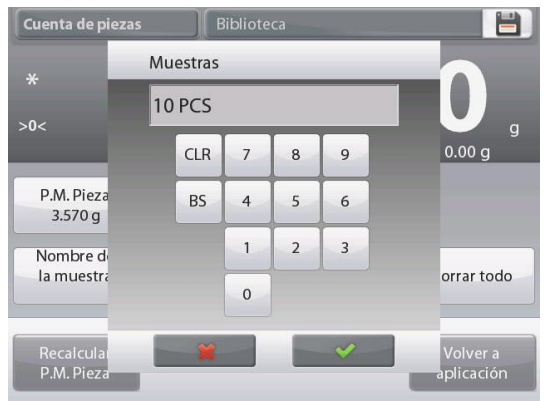 Cuenta de piezas
Biblioteca
Muestras
*
10 PCS
0
>0<
g
0.00 g
CLR 7 8 9
P.M. Pieza
3.570 g
BS 4 5 6
1 2 3
Nombre de
la muestra
orrar todo
0
Recalcular
P.M. Pieza
Volver a
aplicación